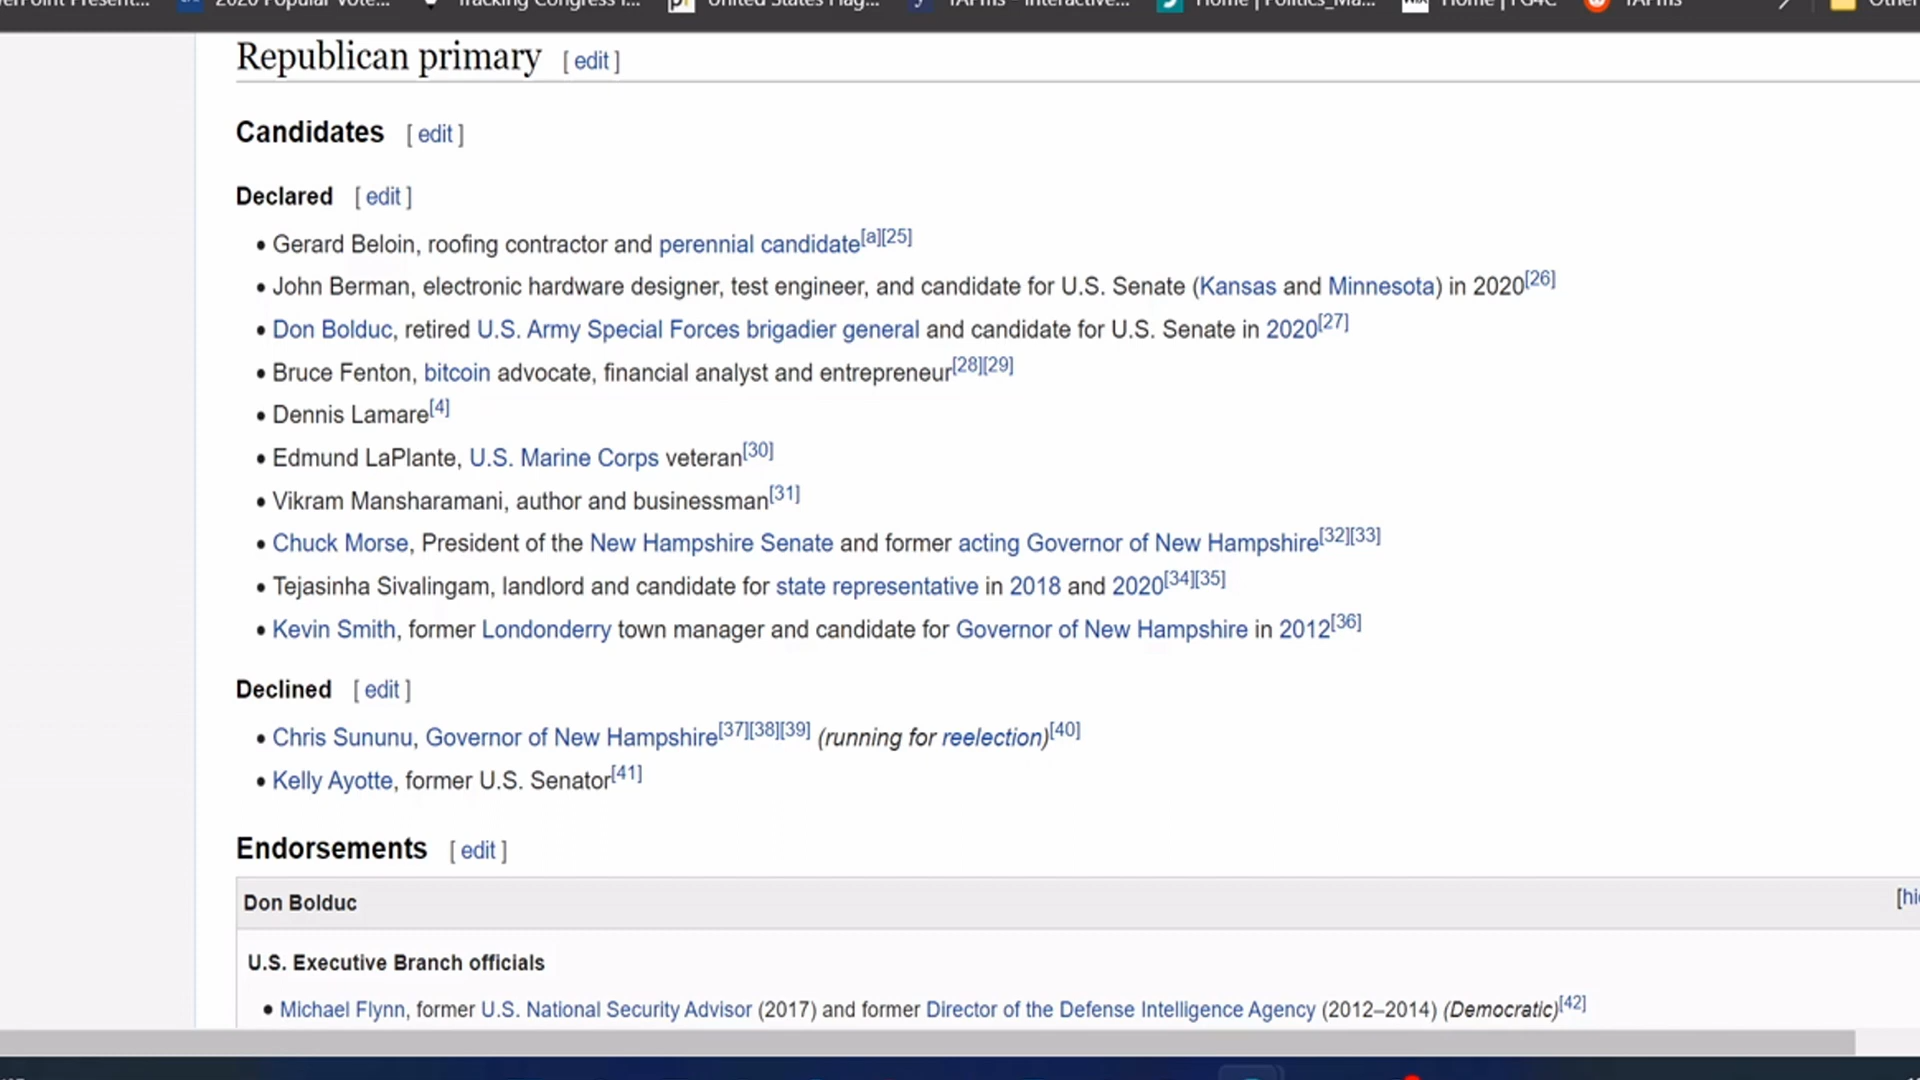 2020 Popular Vote...
Tracking Congress I...
United States Flag...
Republican primary [ edit ]
Candidates [ edit ]
Declared [ edit ]
• Gerard Beloin, roofing contractor and perennial candidate[a][25]
• John Berman, electronic hardware designer, test engineer, and candidate for U.S. Senate (Kansas and Minnesota) in 2020[26]
• Don Bolduc, retired U.S. Army Special Forces brigadier general and candidate for U.S. Senate in 2020[27]
• Bruce Fenton, bitcoin advocate, financial analyst and entrepreneur[28][29]
• Dennis Lamare[4]
• Edmund LaPlante, U.S. Marine Corps veteran[30]
• Vikram Mansharamani, author and businessman[31]
• Chuck Morse, President of the New Hampshire Senate and former acting Governor of New Hampshire[32][33]
• Tejasinha Sivalingam, landlord and candidate for state representative in 2018 and 2020[34][35]
• Kevin Smith, former Londonderry town manager and candidate for Governor of New Hampshire in 2012[36]
Declined [ edit ]
• Chris Sununu, Governor of New Hampshire[37][38][39] (running for reelection)[40]
• Kelly Ayotte, former U.S. Senator[41]
Endorsements [ edit ]
Don Bolduc
U.S. Executive Branch officials
• Michael Flynn, former U.S. National Security Advisor (2017) and former Director of the Defense Intelligence Agency (2012–2014) (Democratic)[42]